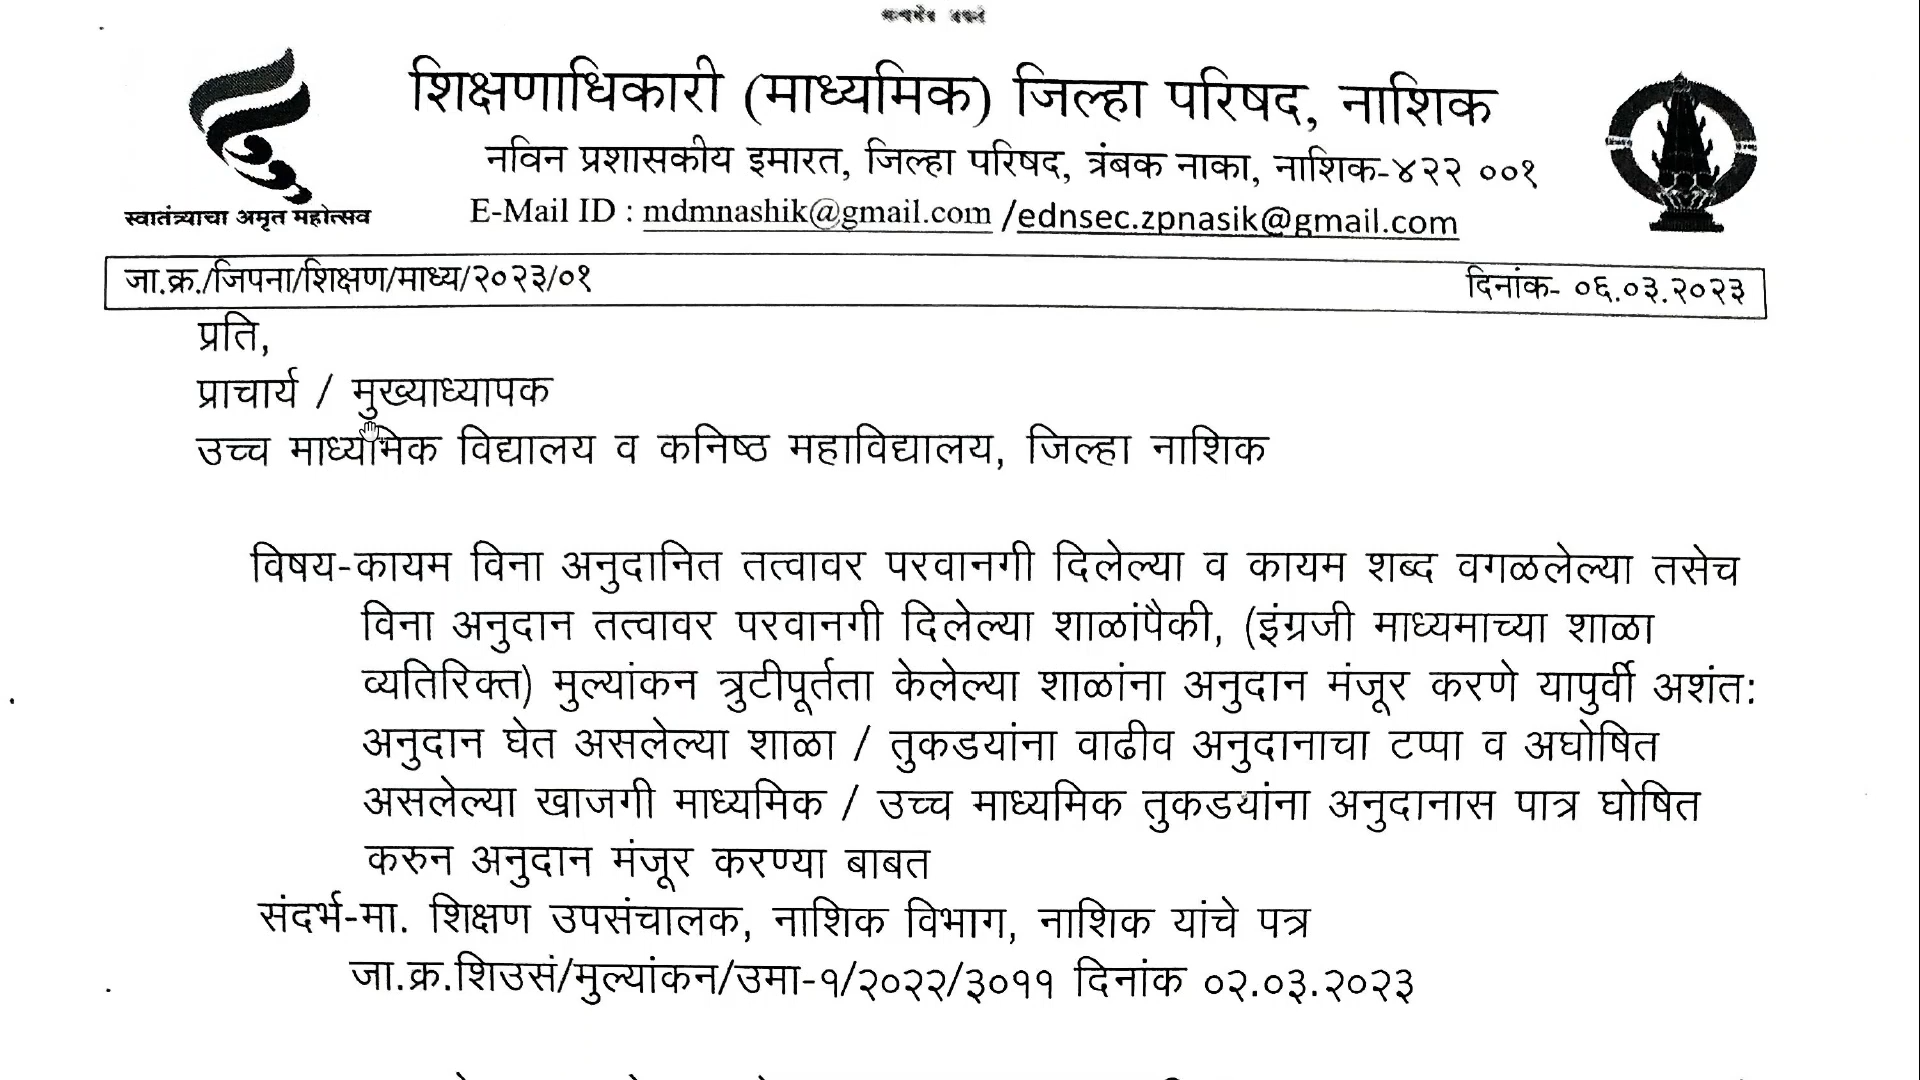 शिक्षणाधिकारी (माध्यमिक) जिल्हा परिषद, नाशिक
नविन प्रशासकीय इमारत, जिल्हा परिषद, त्रंबक नाका, नाशिक-४२२ ००१
स्वातंत्र्याचा अमृत महोत्सव
E-Mail ID : mdmnashik@gmail.com /ednsec.zpnasik@gmail.com
जा.क्र./जिपना/शिक्षण/माध्य/२०२३/०१ दिनांक- ०६.०३.२०२३
प्रति,
प्राचार्य / मुख्याध्यापक
उच्च माध्यमिक विद्यालय व कनिष्ठ महाविद्यालय, जिल्हा नाशिक
विषय-कायम विना अनुदानित तत्वावर परवानगी दिलेल्या व कायम शब्द वगळलेल्या तसेच
विना अनुदान तत्वावर परवानगी दिलेल्या शाळांपैकी, (इंग्रजी माध्यमाच्या शाळा
व्यतिरिक्त) मुल्यांकन त्रुटीपूर्तता केलेल्या शाळांना अनुदान मंजूर करणे यापुर्वी अशंत:
अनुदान घेत असलेल्या शाळा / तुकडयांना वाढीव अनुदानाचा टप्पा व अघोषित
असलेल्या खाजगी माध्यमिक / उच्च माध्यमिक तुकडयांना अनुदानास पात्र घोषित
करुन अनुदान मंजूर करण्या बाबत
संदर्भ-मा. शिक्षण उपसंचालक, नाशिक विभाग, नाशिक यांचे पत्र
जा.क्र.शिउसं/मुल्यांकन/उमा-१/२०२२/३०११ दिनांक ०२.०३.२०२३